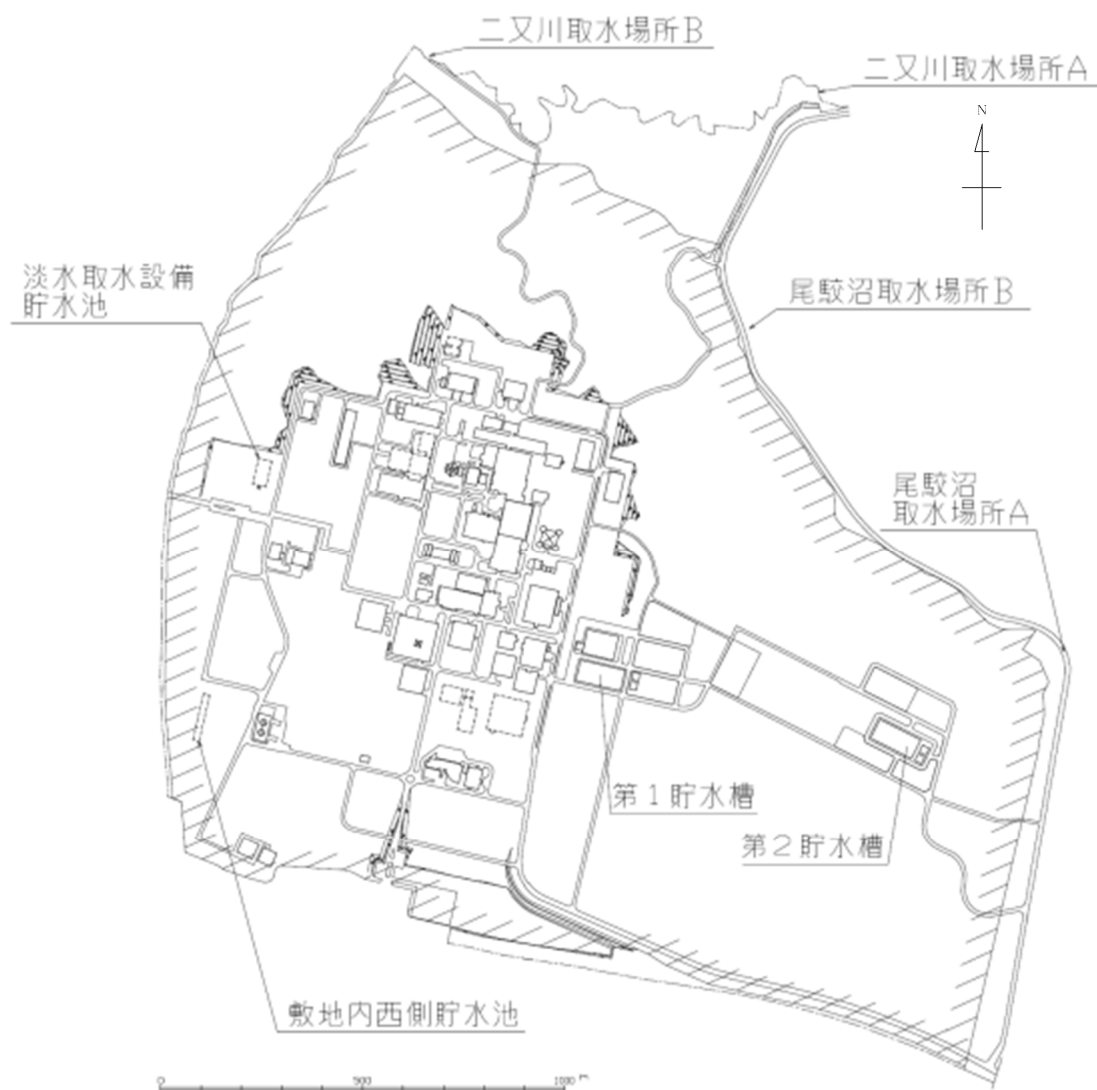 二又川取水場所B
二又川取水場所A
N
淡水取水設備
貯水池
尾駮沼取水場所B
尾駮沼
取水場所A
第1貯水槽
第2貯水槽
敷地内西側貯水池
0 500 1000 m